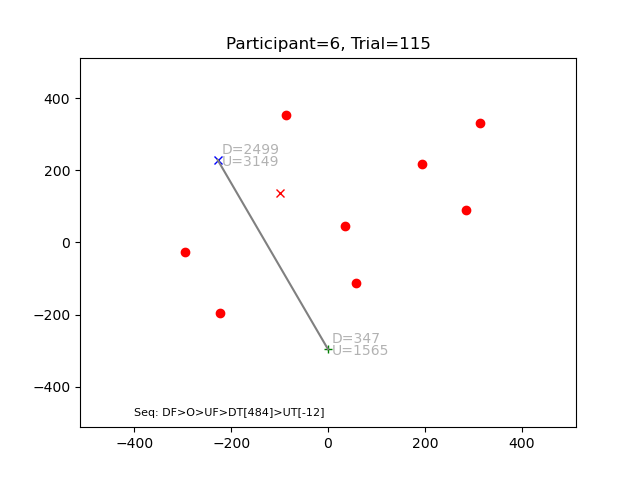 Participant=6, Trial=115
400
200
0
−200
−400
D=2499
U=3149
D=347
U=1565
Seq: DF>O>UF>DT[484]>UT[-12]
−400
−200
0
200
400